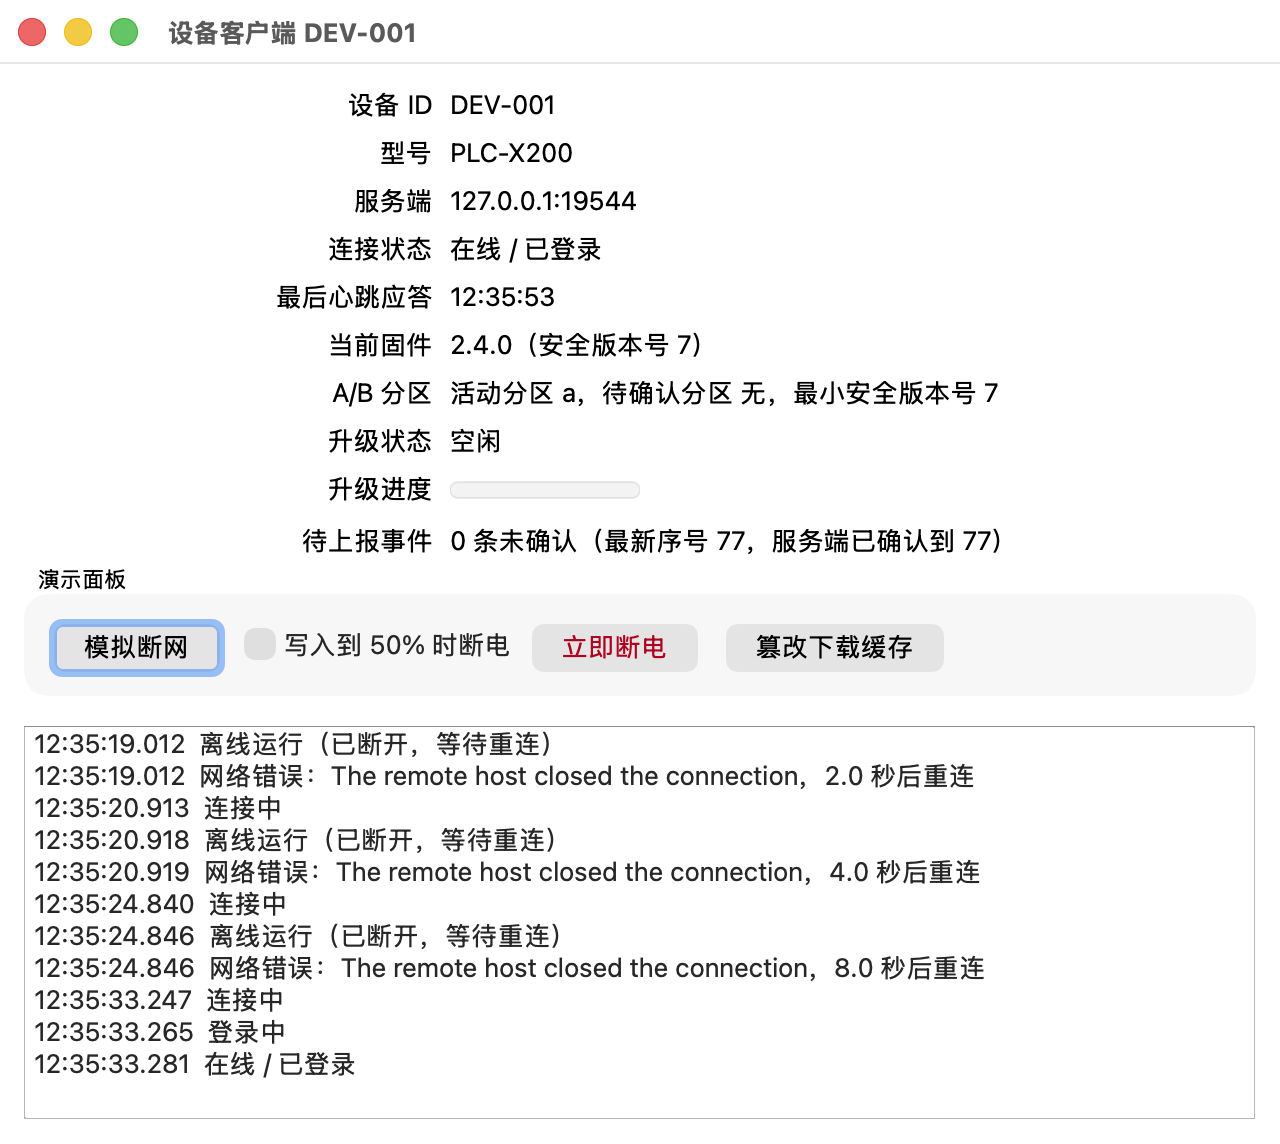 设备客户端 DEV-001
设备 ID DEV-001
型号 PLC-X200
服务端 127.0.0.1:19544
连接状态 在线 / 已登录
最后心跳应答 12:35:53
当前固件 2.4.0（安全版本号 7）
A/B 分区 活动分区 a，待确认分区 无，最小安全版本号 7
升级状态 空闲
升级进度
待上报事件 0 条未确认（最新序号 77，服务端已确认到 77）
演示面板
模拟断网 写入到 50% 时断电 立即断电 篡改下载缓存
12:35:19.012 离线运行（已断开，等待重连）
12:35:19.012 网络错误：The remote host closed the connection，2.0 秒后重连
12:35:20.913 连接中
12:35:20.918 离线运行（已断开，等待重连）
12:35:20.919 网络错误：The remote host closed the connection，4.0 秒后重连
12:35:24.840 连接中
12:35:24.846 离线运行（已断开，等待重连）
12:35:24.846 网络错误：The remote host closed the connection，8.0 秒后重连
12:35:33.247 连接中
12:35:33.265 登录中
12:35:33.281 在线 / 已登录